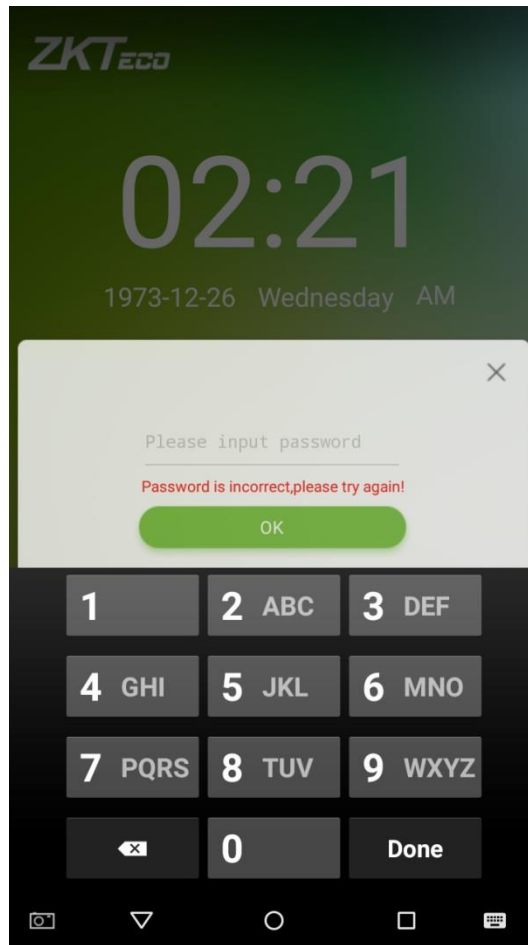 ZKTECO
02:21
1973-12-26 Wednesday AM
Please input password
Password is incorrect,please try again!
OK
1
2 ABC
3 DEF
4 GHI
5 JKL
6 MNO
7 PQRS
8 TUV
9 WXYZ
0
Done